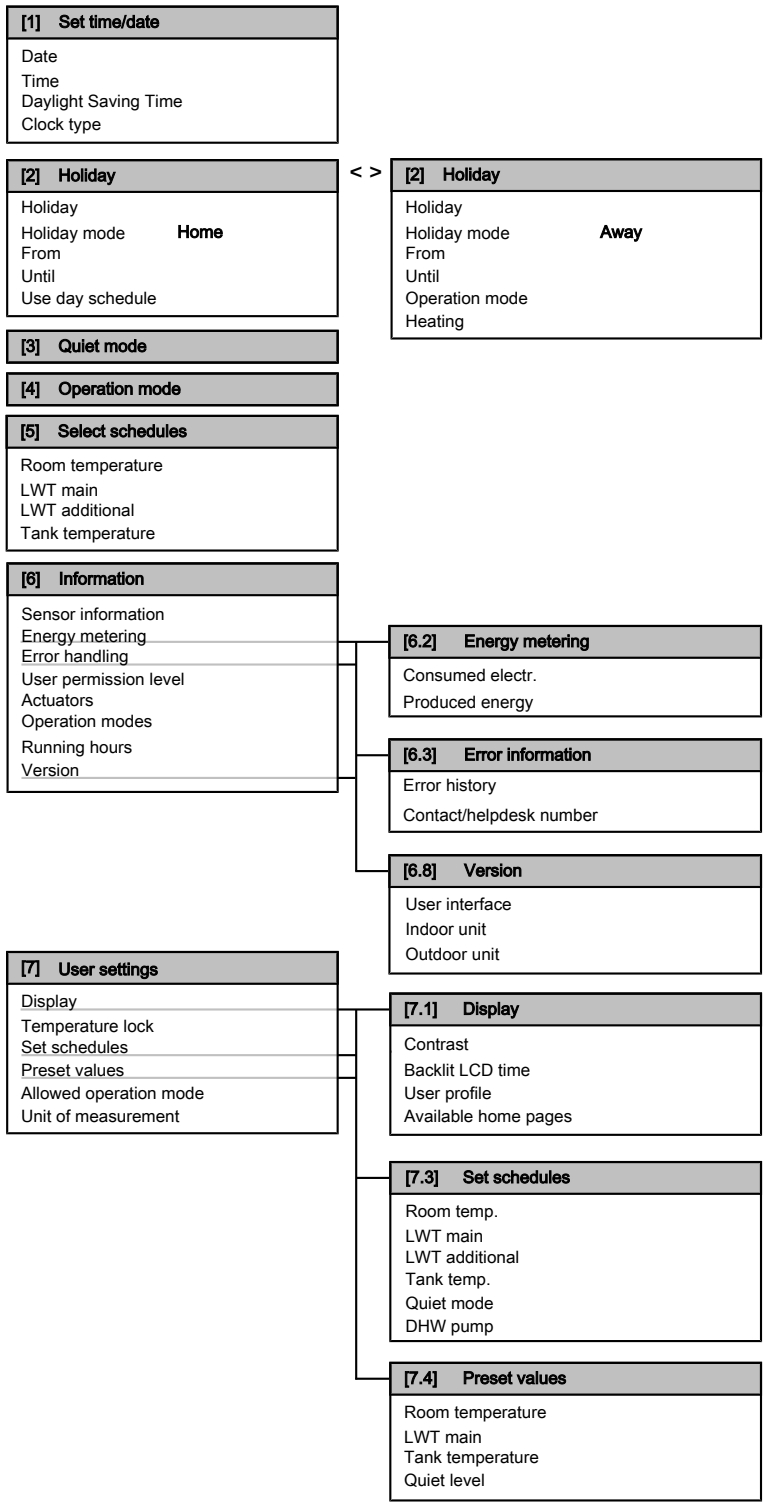 [1] Set time/date
Date
Time
Daylight Saving Time
Clock type
[2] Holiday
Holiday
Holiday mode Home
From
Until
Use day schedule
< >
[2] Holiday
Holiday
Holiday mode Away
From
Until
Operation mode
Heating
[3] Quiet mode
[4] Operation mode
[5] Select schedules
Room temperature
LWT main
LWT additional
Tank temperature
[6] Information
Sensor information
Energy metering
Error handling
User permission level
Actuators
Operation modes
Running hours
Version
[6.2] Energy metering
Consumed electr.
Produced energy
[6.3] Error information
Error history
Contact/helpdesk number
[6.8] Version
User interface
Indoor unit
Outdoor unit
[7] User settings
Display
Temperature lock
Set schedules
Preset values
Allowed operation mode
Unit of measurement
[7.1] Display
Contrast
Backlit LCD time
User profile
Available home pages
[7.3] Set schedules
Room temp.
LWT main
LWT additional
Tank temp.
Quiet mode
DHW pump
[7.4] Preset values
Room temperature
LWT main
Tank temperature
Quiet level